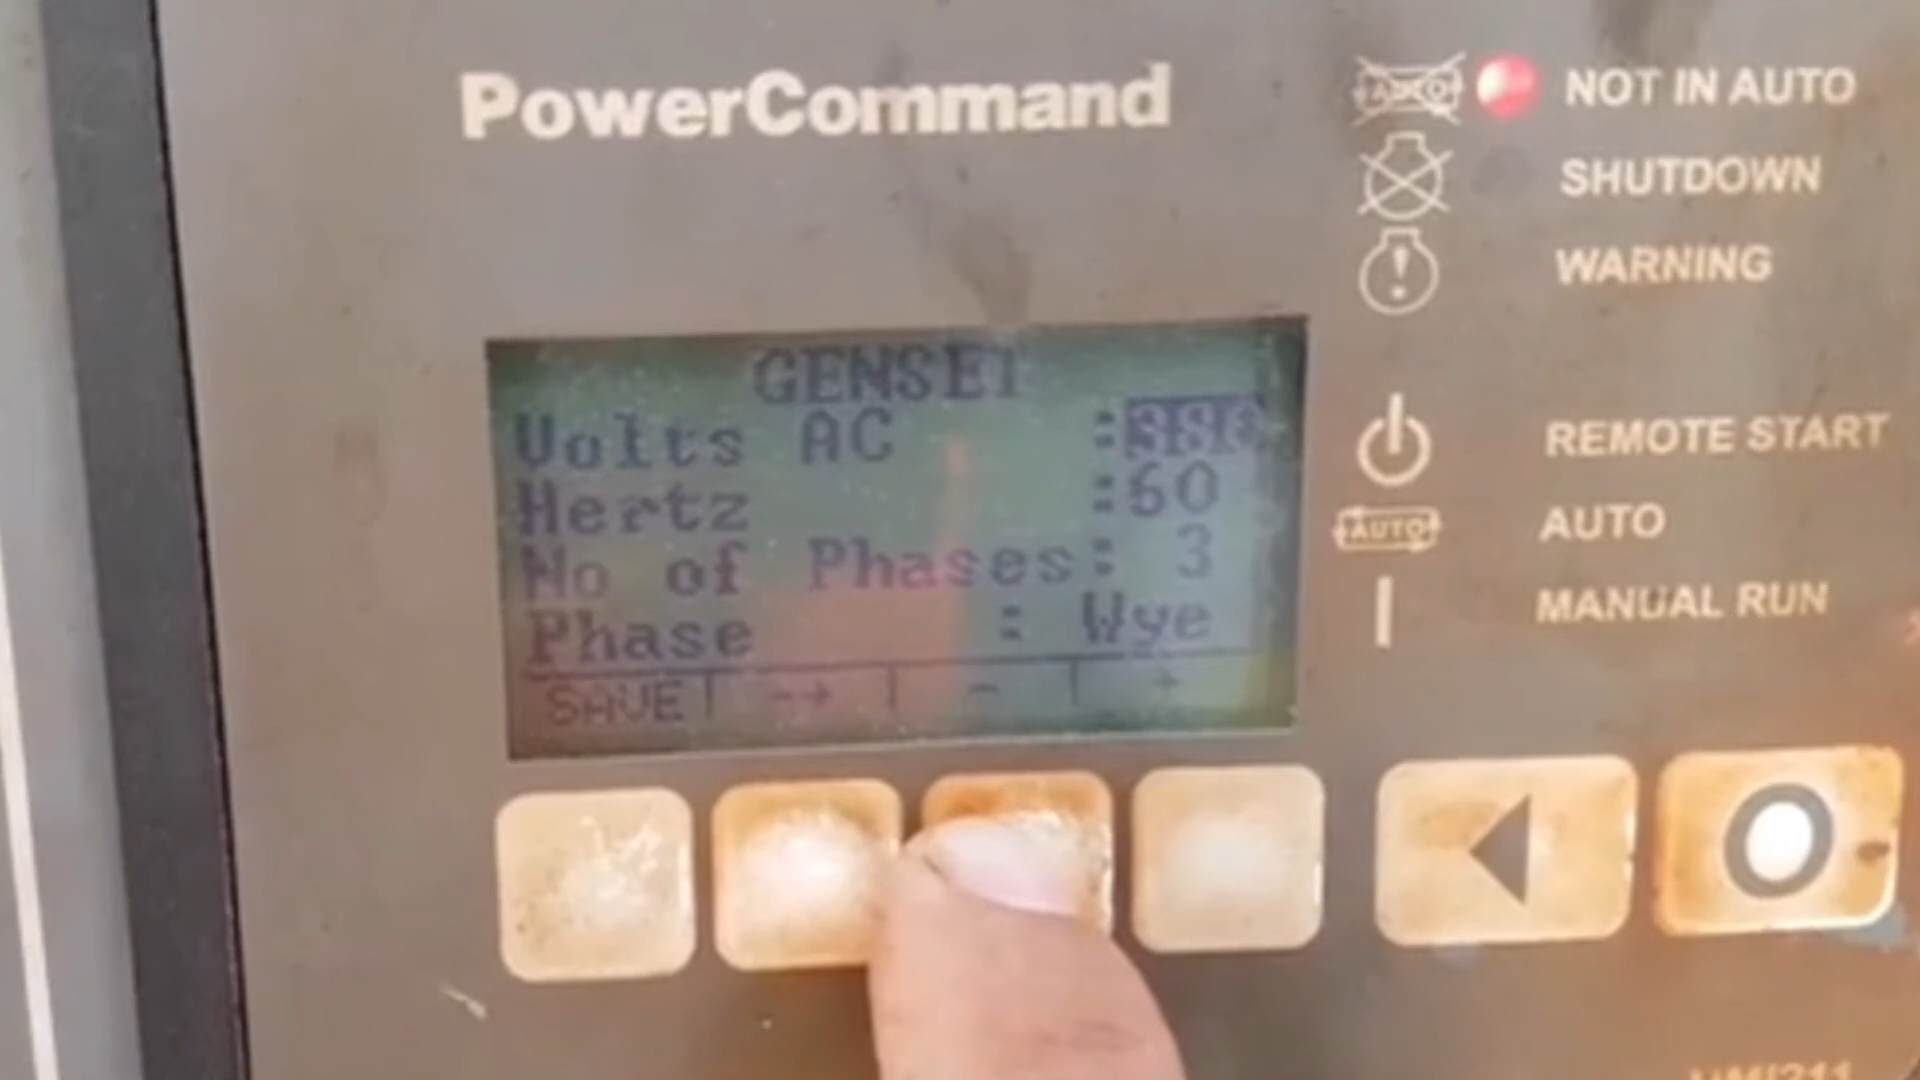 PowerCommand
NOT IN AUTO
SHUTDOWN
WARNING
GENSET
Volts AC :380
Hertz :60
No of Phases: 3
Phase : Wye
SAVE --> - +
REMOTE START
AUTO
AUTO
MANUAL RUN